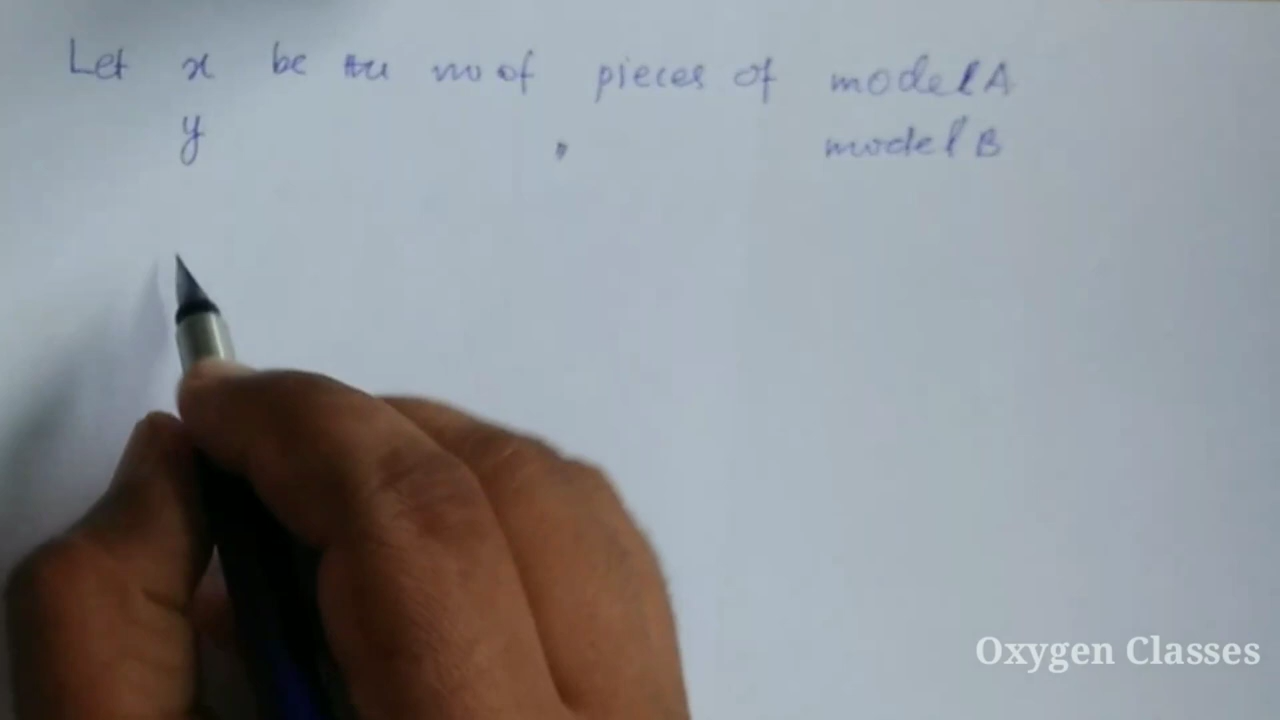 Let x be the no of pieces of model A
y " model B
Oxygen Classes